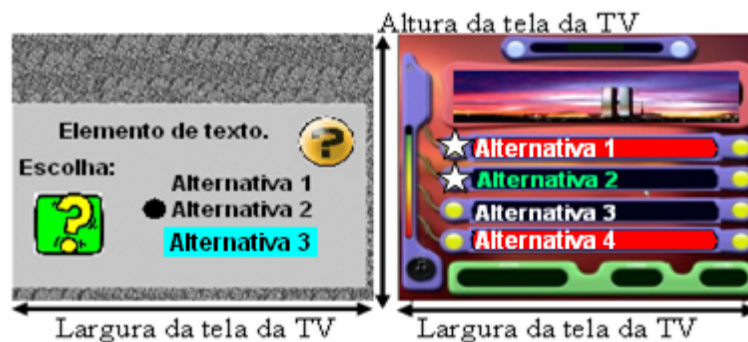 Altura da tela da TV
Elemento de texto.
?
Escolha:
?
Alternativa 1
Alternativa 2
Alternativa 3
Alternativa 1
Alternativa 2
Alternativa 3
Alternativa 4
Largura da tela da TV
Largura da tela da TV